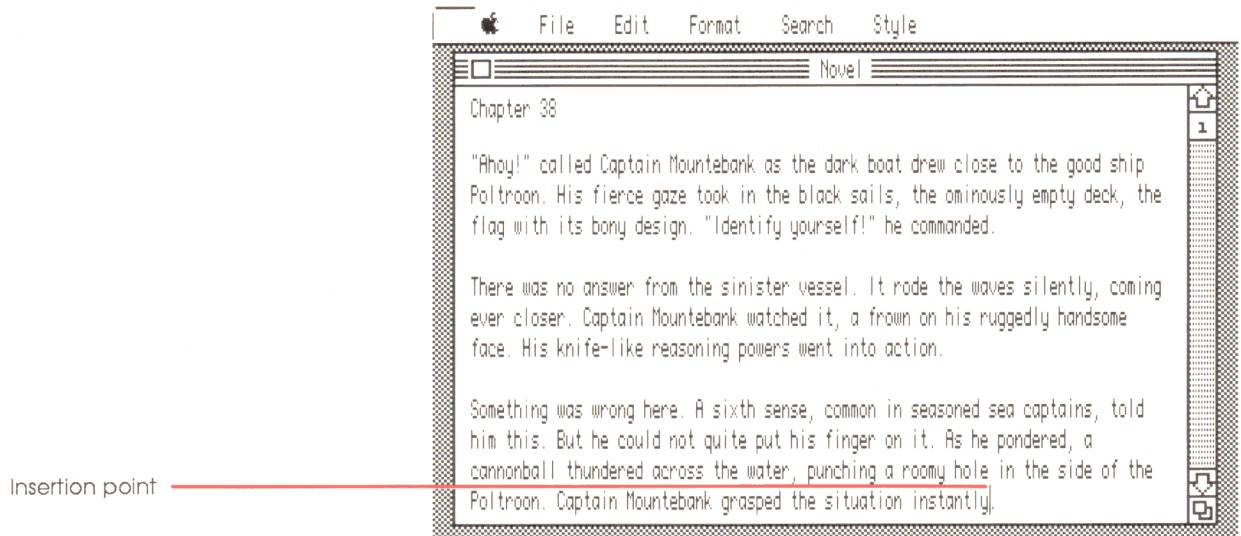 File Edit Format Search Style
Novel
Chapter 38
1
"Ahoy!" called Captain Mountebank as the dark boat drew close to the good ship
Poltroon. His fierce gaze took in the black sails, the ominously empty deck, the
flag with its bony design. "Identify yourself!" he commanded.
There was no answer from the sinister vessel. It rode the waves silently, coming
ever closer. Captain Mountebank watched it, a frown on his ruggedly handsome
face. His knife-like reasoning powers went into action.
Something was wrong here. A sixth sense, common in seasoned sea captains, told
him this. But he could not quite put his finger on it. As he pondered, a
cannonball thundered across the water, punching a roomy hole in the side of the
Insertion point
Poltroon. Captain Mountebank grasped the situation instantly.